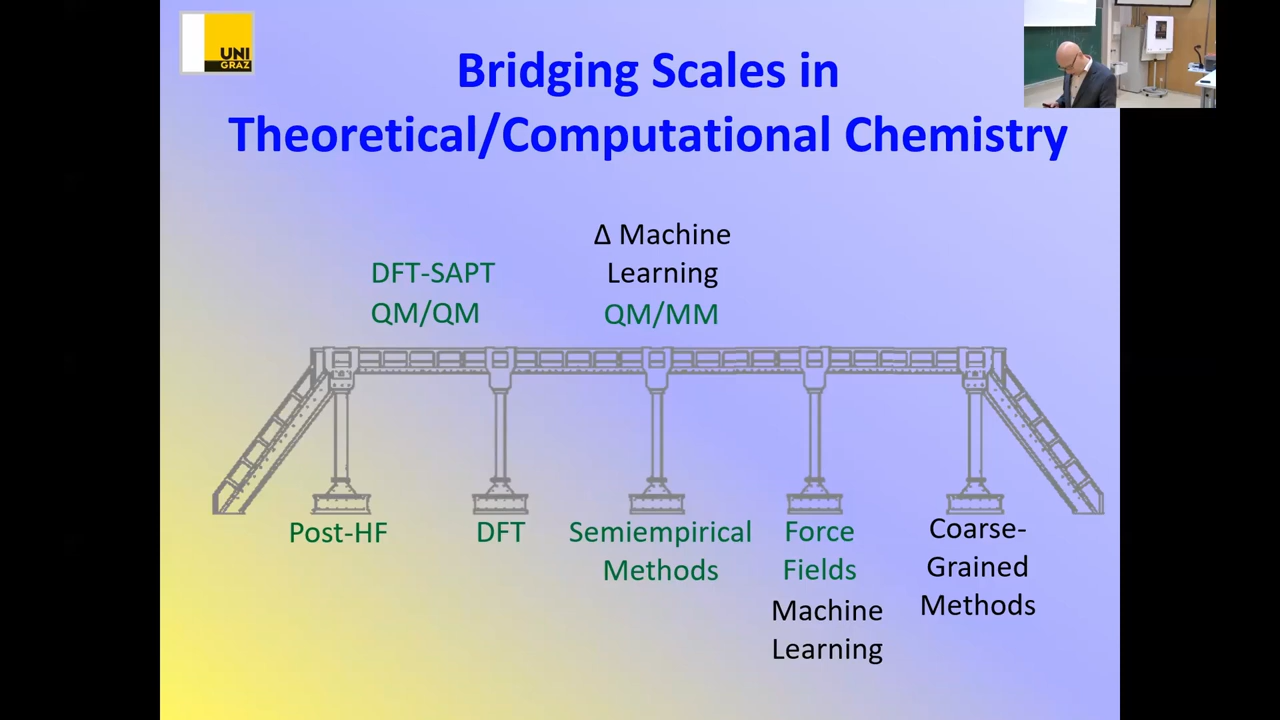 UNI
GRAZ
Bridging Scales in
Theoretical/Computational Chemistry
Δ Machine
Learning
DFT-SAPT
QM/QM
QM/MM
Post-HF
DFT
Semiempirical
Methods
Force
Fields
Machine
Learning
Coarse-
Grained
Methods